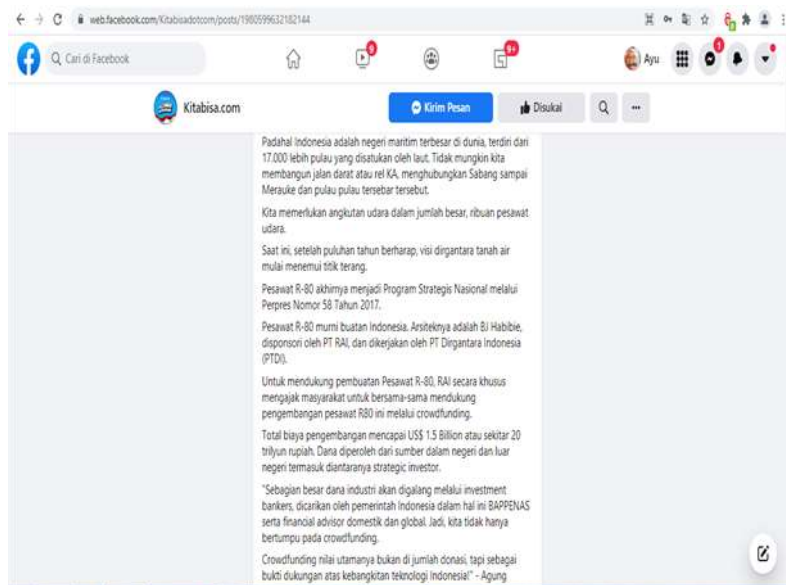 web.facebook.com/Kitabisadotcom/posts/1980599632182144
Cari di Facebook
9
9+
Ayu
1
Kitabisa.com
Kirim Pesan
Disukai
Padahal Indonesia adalah negeri maritim terbesar di dunia, terdiri dari
17.000 lebih pulau yang disatukan oleh laut. Tidak mungkin kita
membangun jalan darat atau rel KA, menghubungkan Sabang sampai
Merauke dan pulau pulau tersebar tersebut.
Kita memerlukan angkutan udara dalam jumlah besar, ribuan pesawat
udara.
Saat ini, setelah puluhan tahun berharap, visi dirgantara tanah air
mulai menemui titik terang.
Pesawat R-80 akhirnya menjadi Program Strategis Nasional melalui
Perpres Nomor 58 Tahun 2017.
Pesawat R-80 murni buatan Indonesia. Arsiteknya adalah BJ Habibie,
disponsori oleh PT RAI, dan dikerjakan oleh PT Dirgantara Indonesia
(PTDI).
Untuk mendukung pembuatan Pesawat R-80, RAI secara khusus
mengajak masyarakat untuk bersama-sama mendukung
pengembangan pesawat R80 ini melalui crowdfunding.
Total biaya pengembangan mencapai US$ 1.5 Billion atau sekitar 20
trilyun rupiah. Dana diperoleh dari sumber dalam negeri dan luar
negeri termasuk diantaranya strategic investor.
"Sebagian besar dana industri akan digalang melalui investment
bankers, dicarikan oleh pemerintah Indonesia dalam hal ini BAPPENAS
serta financial advisor domestik dan global. Jadi, kita tidak hanya
bertumpu pada crowdfunding.
Crowdfunding nilai utamanya bukan di jumlah donasi, tapi sebagai
bukti dukungan atas kebangkitan teknologi Indonesia!" - Agung